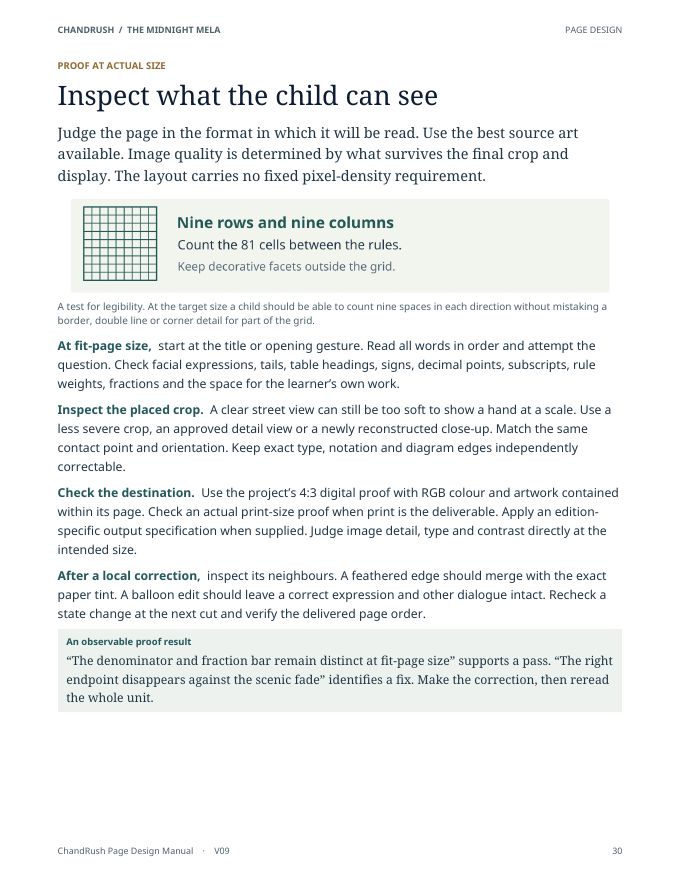 CHANDRUSH / THE MIDNIGHT MELA
PAGE DESIGN
PROOF AT ACTUAL SIZE
Inspect what the child can see
Judge the page in the format in which it will be read. Use the best source art
available. Image quality is determined by what survives the final crop and
display. The layout carries no fixed pixel-density requirement.
Nine rows and nine columns
Count the 81 cells between the rules.
Keep decorative facets outside the grid.
A test for legibility. At the target size a child should be able to count nine spaces in each direction without mistaking a
border, double line or corner detail for part of the grid.
At fit-page size, start at the title or opening gesture. Read all words in order and attempt the
question. Check facial expressions, tails, table headings, signs, decimal points, subscripts, rule
weights, fractions and the space for the learner’s own work.
Inspect the placed crop. A clear street view can still be too soft to show a hand at a scale. Use a
less severe crop, an approved detail view or a newly reconstructed close-up. Match the same
contact point and orientation. Keep exact type, notation and diagram edges independently
correctable.
Check the destination. Use the project’s 4:3 digital proof with RGB colour and artwork contained
within its page. Check an actual print-size proof when print is the deliverable. Apply an edition-
specific output specification when supplied. Judge image detail, type and contrast directly at the
intended size.
After a local correction, inspect its neighbours. A feathered edge should merge with the exact
paper tint. A balloon edit should leave a correct expression and other dialogue intact. Recheck a
state change at the next cut and verify the delivered page order.
An observable proof result
“The denominator and fraction bar remain distinct at fit-page size” supports a pass. “The right
endpoint disappears against the scenic fade” identifies a fix. Make the correction, then reread
the whole unit.
ChandRush Page Design Manual · V09
30